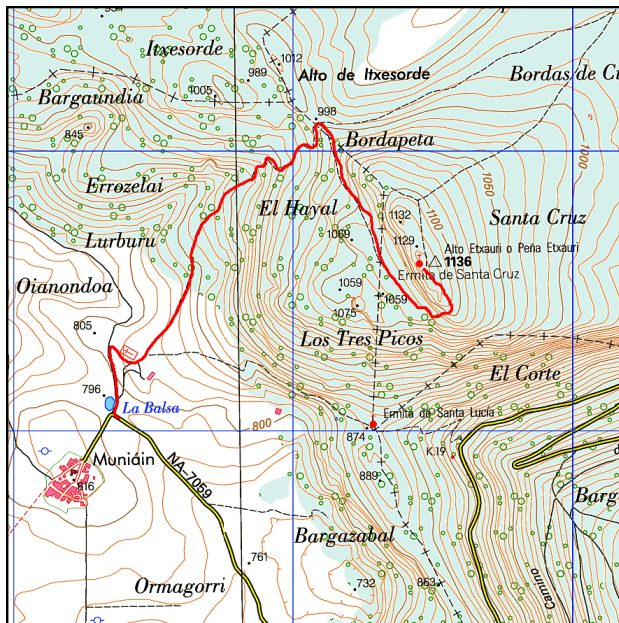 Itxesorde
1012
989
Alto de Itxesorde
Bordas de
Bargaundia
1005
998
845
Bordapeta
1000
Errozelai
1050
El Hayal
1132
1100
Santa Cruz
Lurburu
1069
1129
Alto Etxauri o Peña Etxauri
1136
Ermita de Santa Cruz
Oianondoa
1059
1059
1075
805
Los Tres Picos
El Corte
796
La Balsa
Ermita de Santa Lucía
800
874
Muniáin
NA-7059
K.19
816
889
Barg
Bargazabal
761
Ormagorri
732
863
Camino